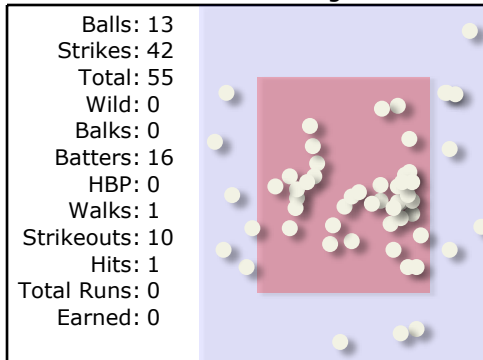 Balls: 13
Strikes: 42
Total: 55
Wild: 0
Balks: 0
Batters: 16
HBP: 0
Walks: 1
Strikeouts: 10
Hits: 1
Total Runs: 0
Earned: 0